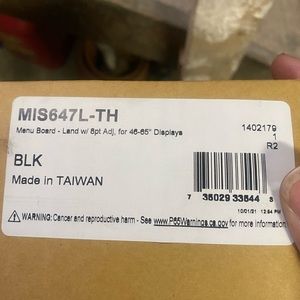 MIS647L-TH
Menu Board - Land w/ 8pt Adj, for 46-65" Displays
1402179
1
R2
BLK
Made in TAIWAN
7 35029 33544 8
10/01/21 12:54 PM
WARNING: Cancer and reproductive harm - See www.P65Warnings.ca.gov for more information